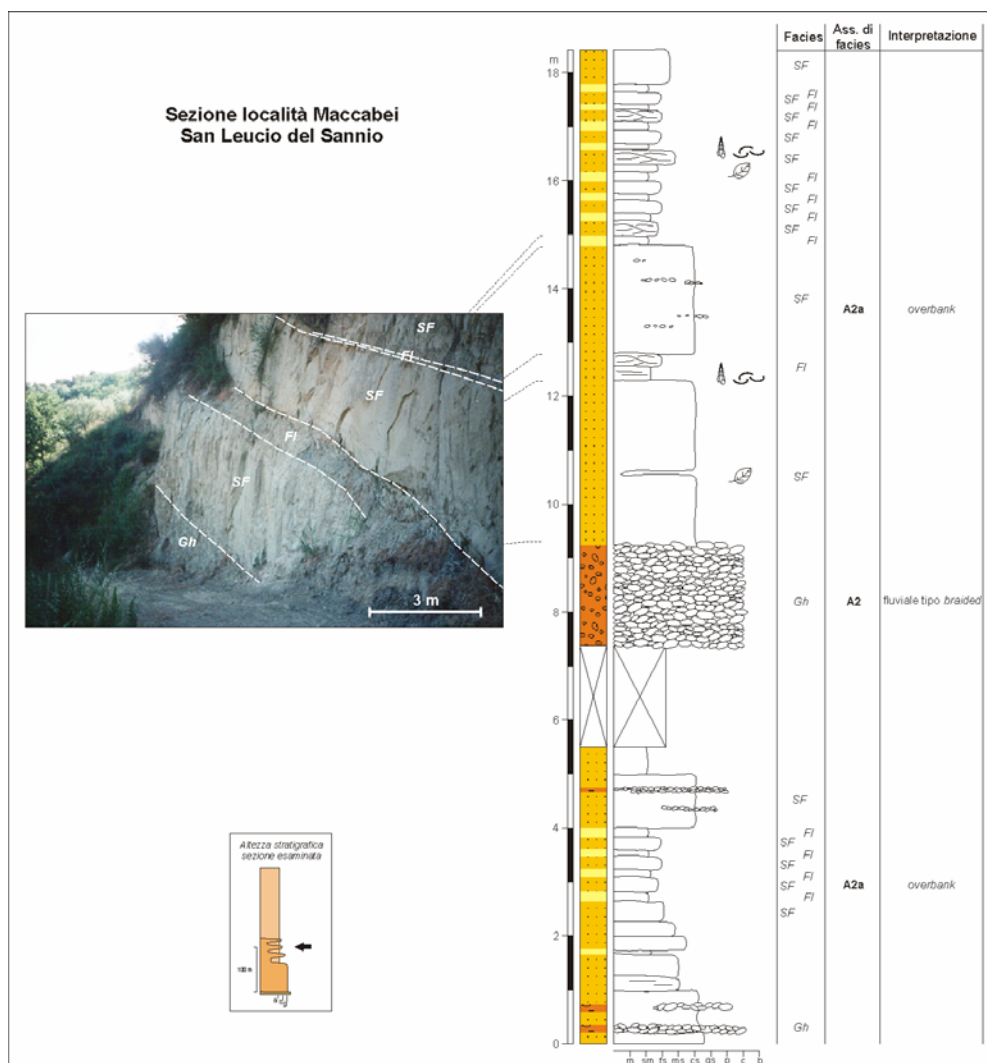 Sezione località Maccabei
San Leucio del Sannio
Facies
Ass. di
facies
Interpretazione
m
18
16
14
12
10
8
6
4
2
0
SF
SF Fl
Fl
SF
Fl
SF
SF
Fl
SF
Fl
SF
Fl
SF
Fl
SF
A2a
overbank
Fl
SF
Gh
A2
fluviale tipo braided
SF
Fl
SF
Fl
SF
Fl
SF
Fl
SF
A2a
overbank
Gh
m sm fs ms cs gs p c b
SF
Fl
SF
Fl
SF
Gh
3 m
Altezza stratigrafica
sezione esaminata
100 m